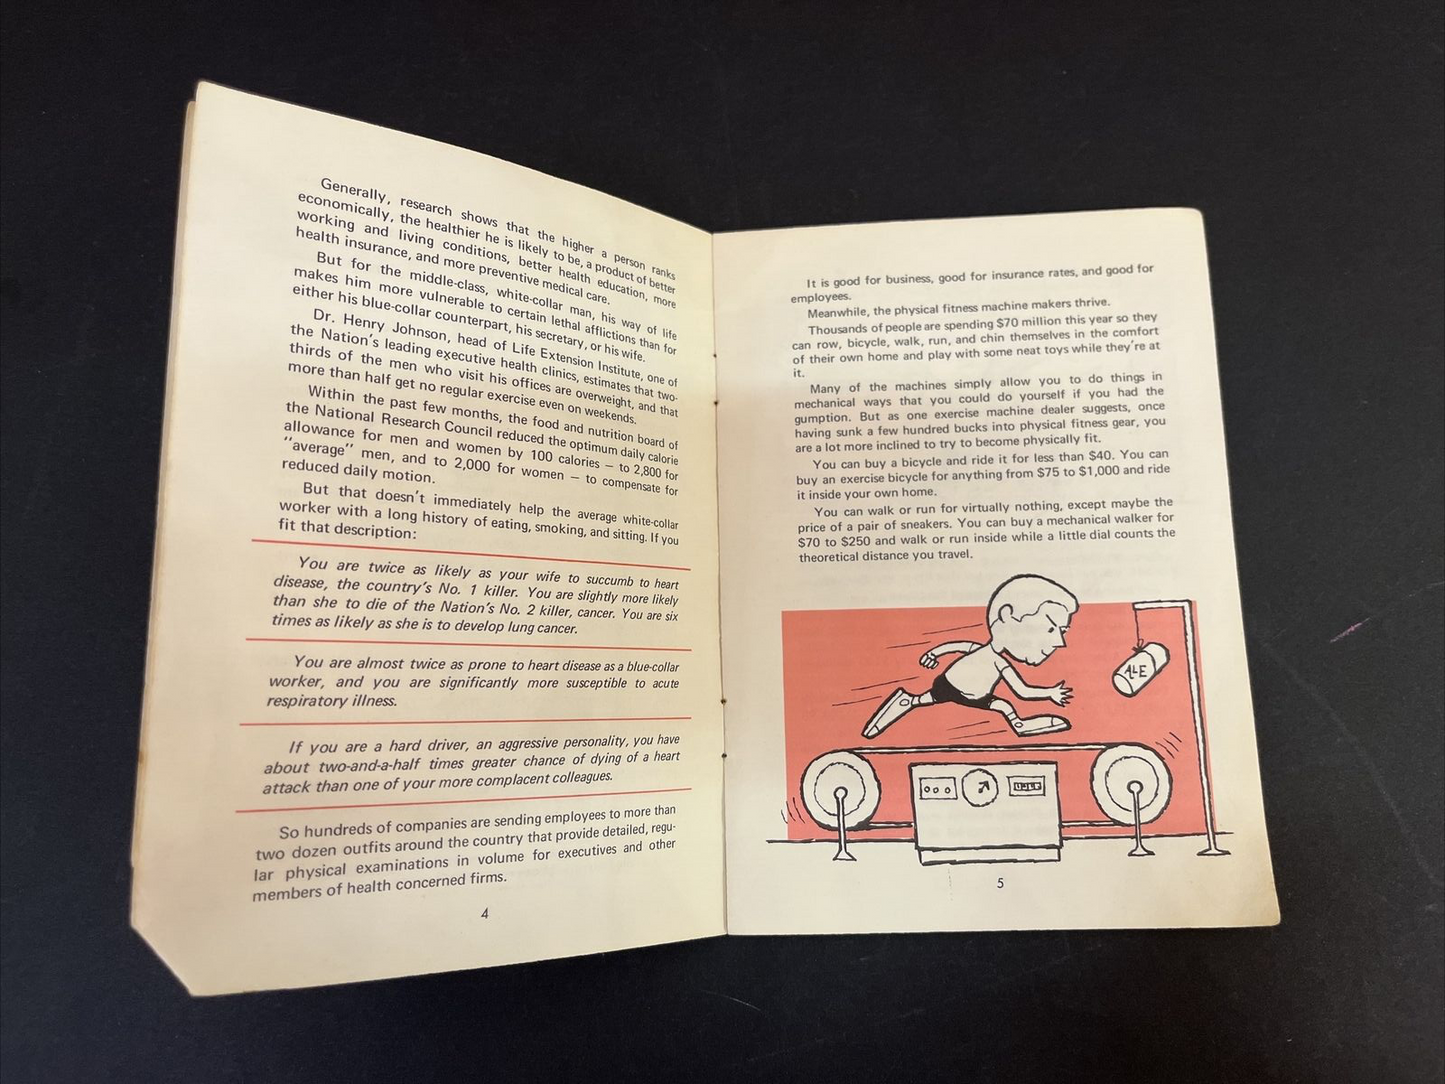 Generally, research shows that the higher a person ranks
economically, the healthier he is likely to be, a product of better
working and living conditions, better health education, more
health insurance, and more preventive medical care.
But for the middle-class, white-collar man, his way of life
makes him more vulnerable to certain lethal afflictions than for
either his blue-collar counterpart, his secretary, or his wife.
Dr. Henry Johnson, head of Life Extension Institute, one of
the Nation's leading executive health clinics, estimates that two-
thirds of the men who visit his offices are overweight, and that
more than half get no regular exercise even on weekends.
Within the past few months, the food and nutrition board of
the National Research Council reduced the optimum daily calorie
allowance for men and women by 100 calories — to 2,800 for
"average" men, and to 2,000 for women — to compensate for
reduced daily motion.
But that doesn't immediately help the average white-collar
worker with a long history of eating, smoking, and sitting. If you
fit that description:
You are twice as likely as your wife to succumb to heart
disease, the country's No. 1 killer. You are slightly more likely
than she to die of the Nation's No. 2 killer, cancer. You are six
times as likely as she is to develop lung cancer.
You are almost twice as prone to heart disease as a blue-collar
worker, and you are significantly more susceptible to acute
respiratory illness.
If you are a hard driver, an aggressive personality, you have
about two-and-a-half times greater chance of dying of a heart
attack than one of your more complacent colleagues.
So hundreds of companies are sending employees to more than
two dozen outfits around the country that provide detailed, regu-
lar physical examinations in volume for executives and other
members of health concerned firms.
4
It is good for business, good for insurance rates, and good for
employees.
Meanwhile, the physical fitness machine makers thrive.
Thousands of people are spending $70 million this year so they
can row, bicycle, walk, run, and chin themselves in the comfort
of their own home and play with some neat toys while they're at
it.
Many of the machines simply allow you to do things in
mechanical ways that you could do yourself if you had the
gumption. But as one exercise machine dealer suggests, once
having sunk a few hundred bucks into physical fitness gear, you
are a lot more inclined to try to become physically fit.
You can buy a bicycle and ride it for less than $40. You can
buy an exercise bicycle for anything from $75 to $1,000 and ride
it inside your own home.
You can walk or run for virtually nothing, except maybe the
price of a pair of sneakers. You can buy a mechanical walker for
$70 to $250 and walk or run inside while a little dial counts the
theoretical distance you travel.
ALE
5